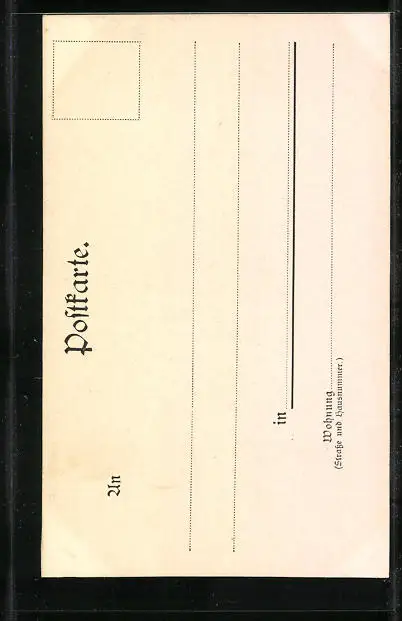 Postkarte.
An
in
Wohnung
(Straße und Hausnummer.)